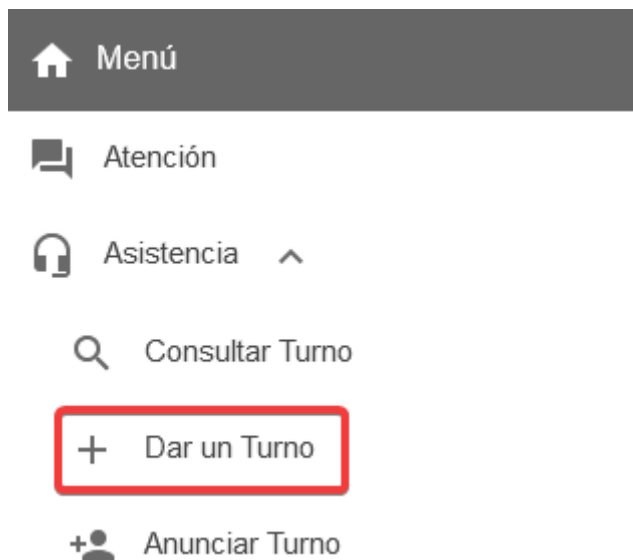 Menú
Atención
Asistencia
Consultar Turno
Dar un Turno
Anunciar Turno